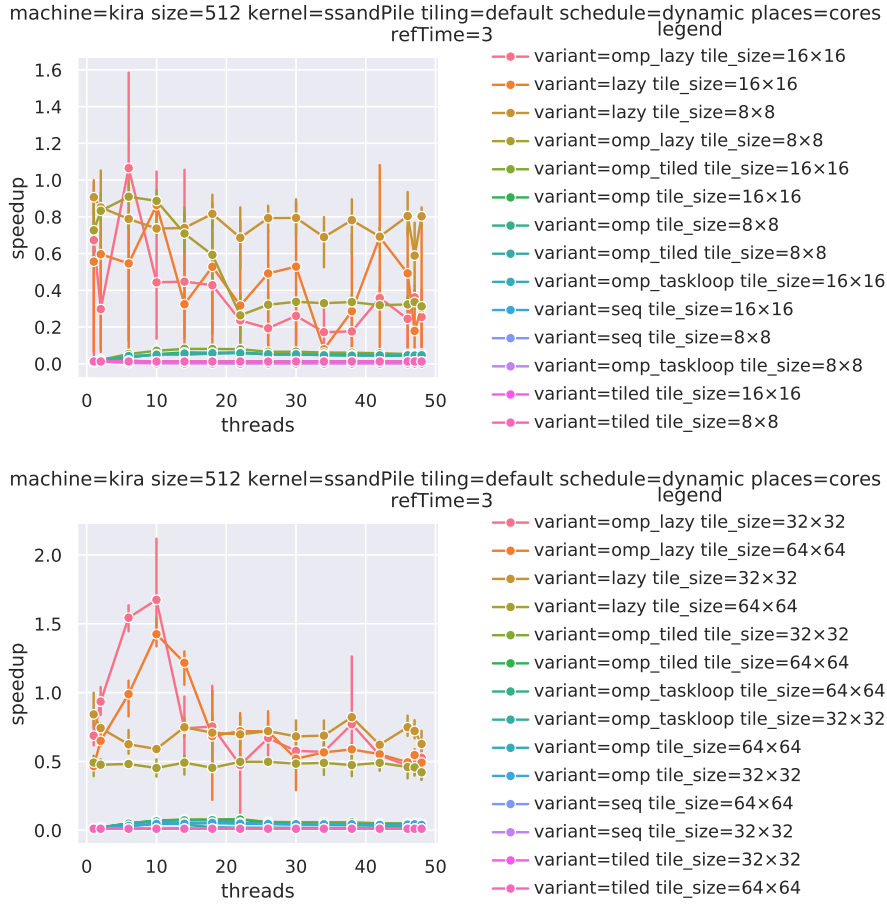 machine=kira size=512 kernel=ssandPile tiling=default schedule=dynamic places=cores
refTime=3
legend
variant=omp_lazy tile_size=16×16
variant=lazy tile_size=16×16
variant=lazy tile_size=8×8
variant=omp_lazy tile_size=8×8
variant=omp_tiled tile_size=16×16
variant=omp tile_size=16×16
variant=omp tile_size=8×8
variant=omp_tiled tile_size=8×8
variant=omp_taskloop tile_size=16×16
variant=seq tile_size=16×16
variant=seq tile_size=8×8
variant=omp_taskloop tile_size=8×8
variant=tiled tile_size=16×16
variant=tiled tile_size=8×8
speedup
1.6
1.4
1.2
1.0
0.8
0.6
0.4
0.2
0.0
0 10 20 30 40 50
threads
machine=kira size=512 kernel=ssandPile tiling=default schedule=dynamic places=cores
refTime=3
legend
variant=omp_lazy tile_size=32×32
variant=omp_lazy tile_size=64×64
variant=lazy tile_size=32×32
variant=lazy tile_size=64×64
variant=omp_tiled tile_size=32×32
variant=omp_tiled tile_size=64×64
variant=omp_taskloop tile_size=64×64
variant=omp_taskloop tile_size=32×32
variant=omp tile_size=64×64
variant=omp tile_size=32×32
variant=seq tile_size=64×64
variant=seq tile_size=32×32
variant=tiled tile_size=32×32
variant=tiled tile_size=64×64
speedup
2.0
1.5
1.0
0.5
0.0
0 10 20 30 40 50
threads